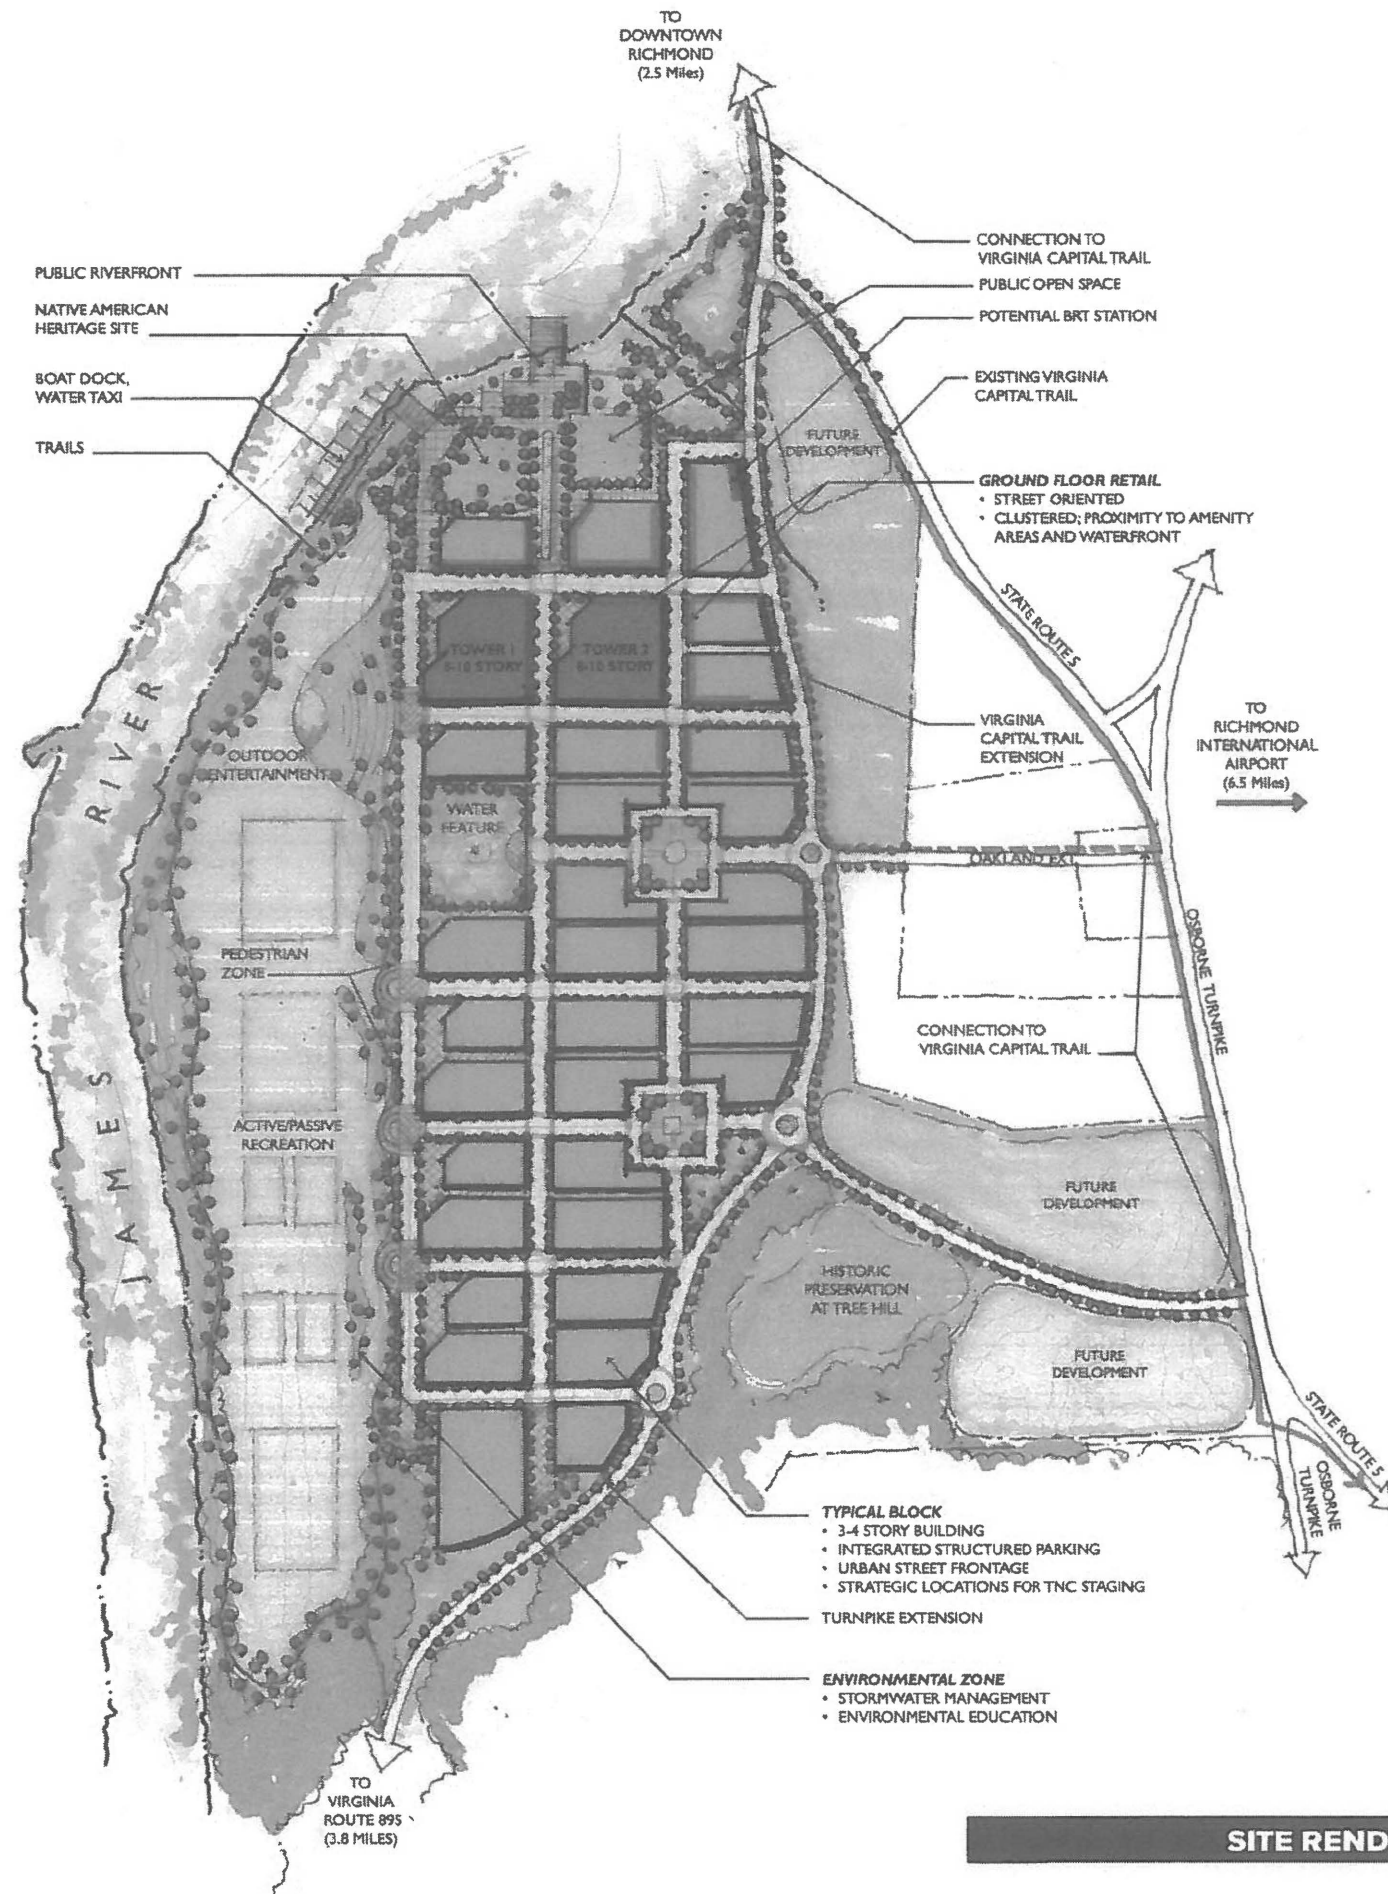 TO
DOWNTOWN
RICHMOND
(2.5 Miles)
CONNECTION TO
VIRGINIA CAPITAL TRAIL
PUBLIC OPEN SPACE
POTENTIAL BRT STATION
EXISTING VIRGINIA
CAPITAL TRAIL
PUBLIC RIVERFRONT
NATIVE AMERICAN
HERITAGE SITE
BOAT DOCK,
WATER TAXI
TRAILS
FUTURE
DEVELOPMENT
GROUND FLOOR RETAIL
• STREET ORIENTED
• CLUSTERED; PROXIMITY TO AMENITY
AREAS AND WATERFRONT
STATE ROUTE 5
TOWER 1
8-10 STORY
TOWER 2
8-10 STORY
TO
RICHMOND
INTERNATIONAL
AIRPORT
(6.5 Miles)
VIRGINIA
CAPITAL TRAIL
EXTENSION
OUTDOOR
ENTERTAINMENT
WATER
FEATURE
OAKLAND EXT.
OSBORNE TURNPIKE
PEDESTRIAN
ZONE
CONNECTION TO
VIRGINIA CAPITAL TRAIL
JAMES RIVER
ACTIVE/PASSIVE
RECREATION
FUTURE
DEVELOPMENT
HISTORIC
PRESERVATION
AT TREE HILL
FUTURE
DEVELOPMENT
STATE ROUTE 5
OSBORNE
TURNPIKE
TYPICAL BLOCK
• 3-4 STORY BUILDING
• INTEGRATED STRUCTURED PARKING
• URBAN STREET FRONTAGE
• STRATEGIC LOCATIONS FOR TNC STAGING
TURNPIKE EXTENSION
ENVIRONMENTAL ZONE
• STORMWATER MANAGEMENT
• ENVIRONMENTAL EDUCATION
TO
VIRGINIA
ROUTE 895
(3.8 MILES)
SITE REND